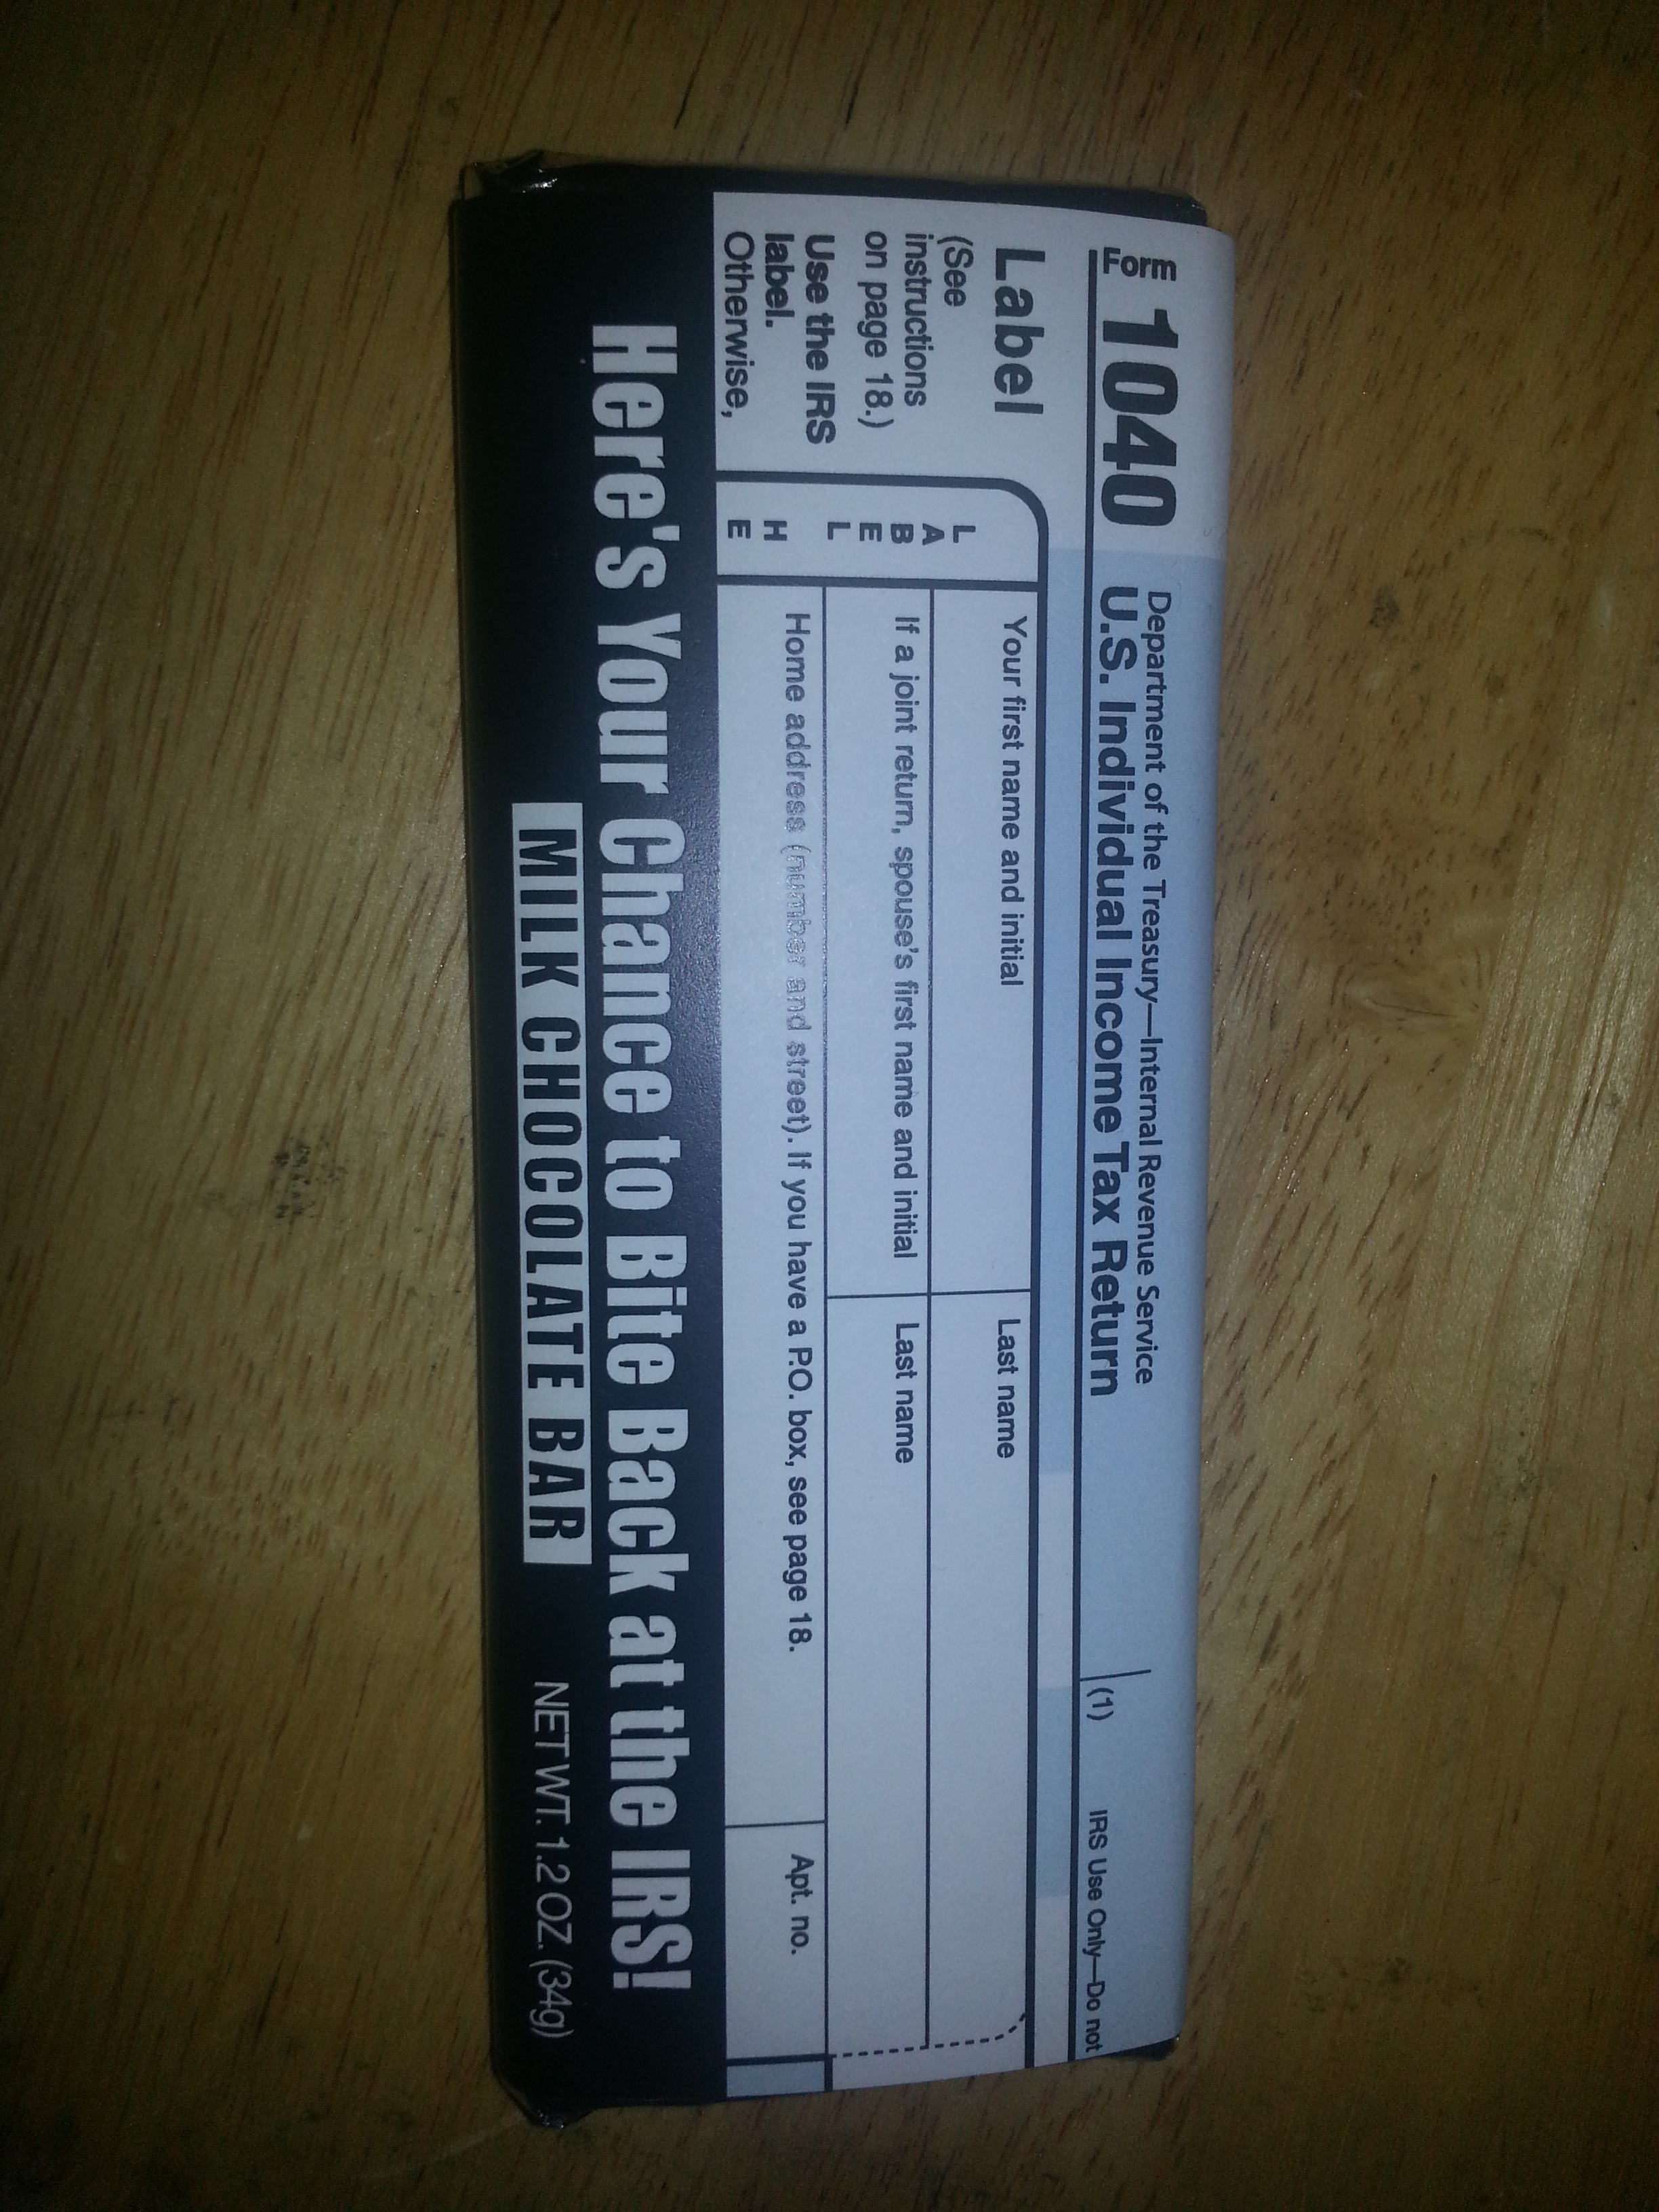 Form 1040 Department of the Treasury—Internal Revenue Service
U.S. Individual Income Tax Return (1) IRS Use Only—Do not
Label
(See
instructions
on page 18.)
Use the IRS
label.
Otherwise,
L
A
B
E
L
H
E
Your first name and initial Last name
If a joint return, spouse's first name and initial Last name
Home address (number and street). If you have a P.O. box, see page 18. Apt. no.
Here's Your Chance to Bite Back at the IRS!
MILK CHOCOLATE BAR NET WT. 1.2 OZ. (34g)